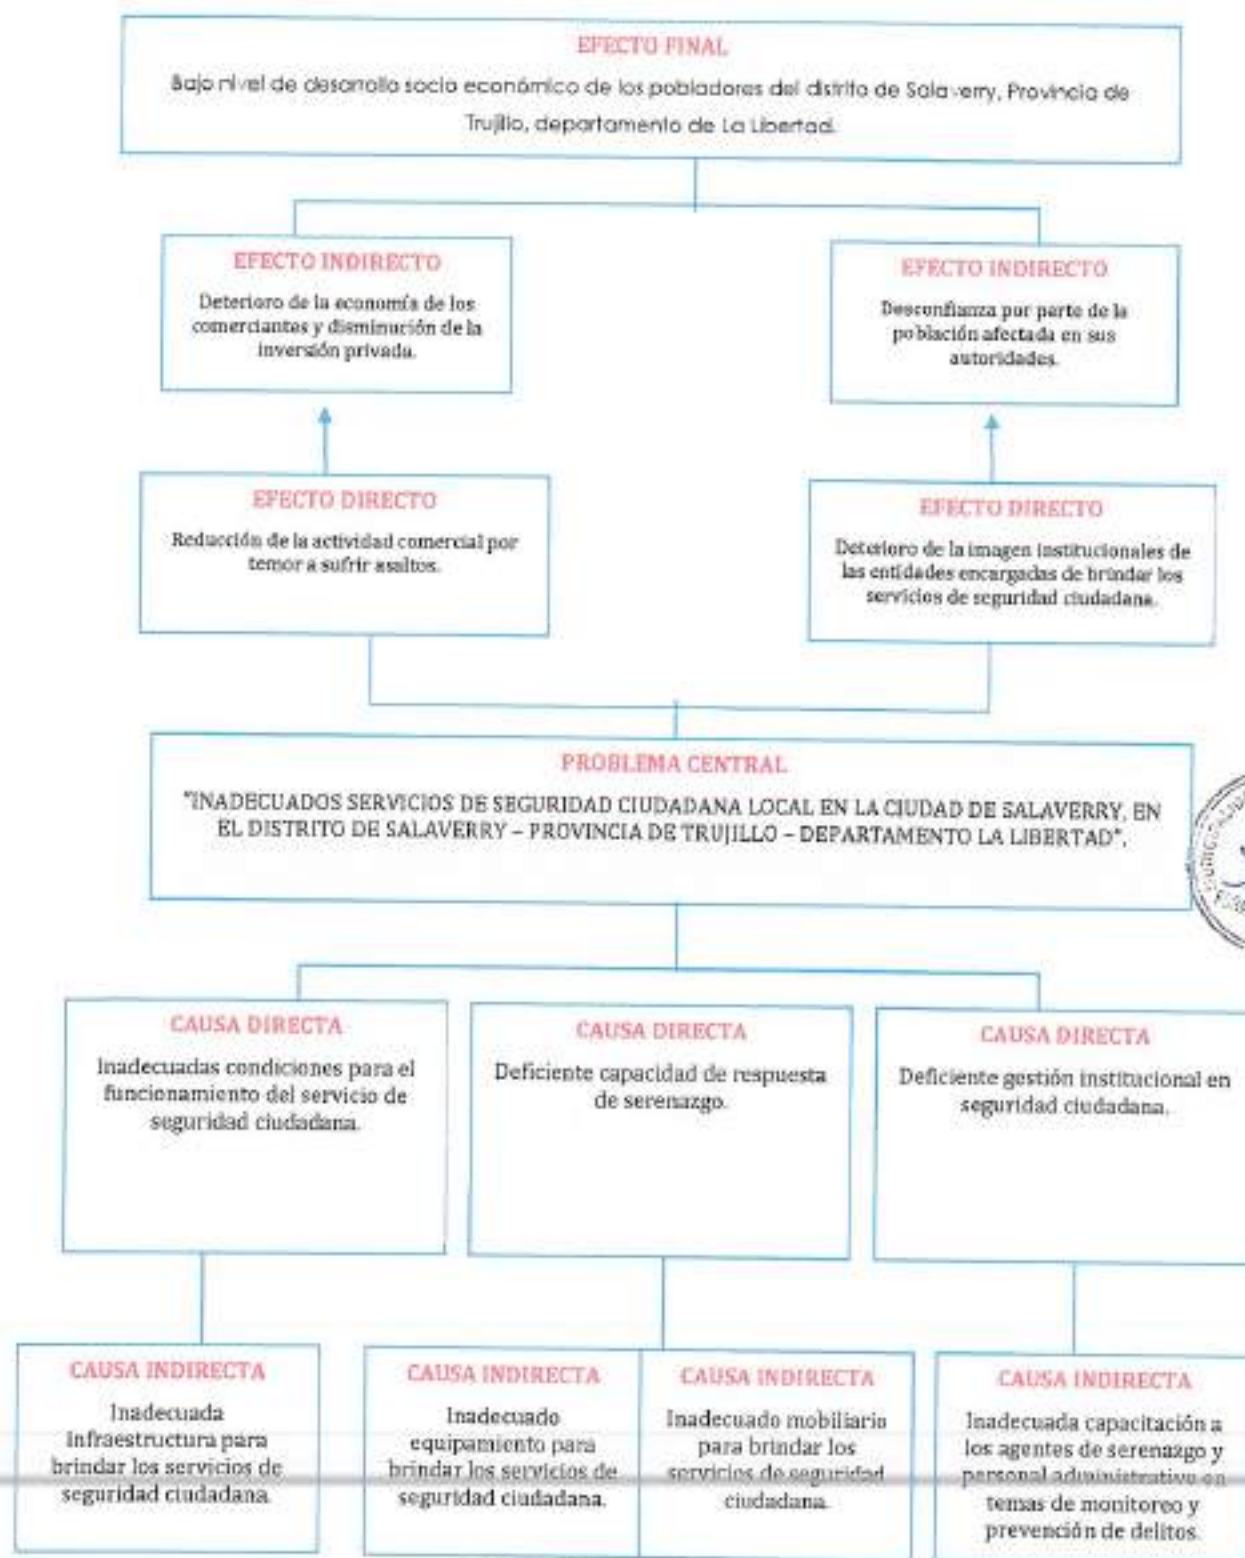 EFECTO FINAL
Bajo nivel de desarrollo socio económico de los pobladores del distrito de Salaverry, Provincia de
Trujillo, departamento de La Libertad.
EFECTO INDIRECTO
Deterioro de la economía de los
comerciantes y disminución de la
inversión privada.
EFECTO INDIRECTO
Desconfianza por parte de la
población afectada en sus
autoridades.
EFECTO DIRECTO
Reducción de la actividad comercial por
temor a sufrir asaltos.
EFECTO DIRECTO
Deterioro de la imagen institucionales de
las entidades encargadas de brindar los
servicios de seguridad ciudadana.
PROBLEMA CENTRAL
"INADECUADOS SERVICIOS DE SEGURIDAD CIUDADANA LOCAL EN LA CIUDAD DE SALAVERRY, EN
EL DISTRITO DE SALAVERRY – PROVINCIA DE TRUJILLO – DEPARTAMENTO LA LIBERTAD".
CAUSA DIRECTA
Inadecuadas condiciones para el
funcionamiento del servicio de
seguridad ciudadana.
CAUSA DIRECTA
Deficiente capacidad de respuesta
de serenazgo.
CAUSA DIRECTA
Deficiente gestión institucional en
seguridad ciudadana.
CAUSA INDIRECTA
Inadecuada
infraestructura para
brindar los servicios de
seguridad ciudadana.
CAUSA INDIRECTA
Inadecuado
equipamiento para
brindar los servicios de
seguridad ciudadana.
CAUSA INDIRECTA
Inadecuado mobiliario
para brindar los
servicios de seguridad
ciudadana.
CAUSA INDIRECTA
Inadecuada capacitación a
los agentes de serenazgo y
personal administrativo en
temas de monitoreo y
prevención de delitos.